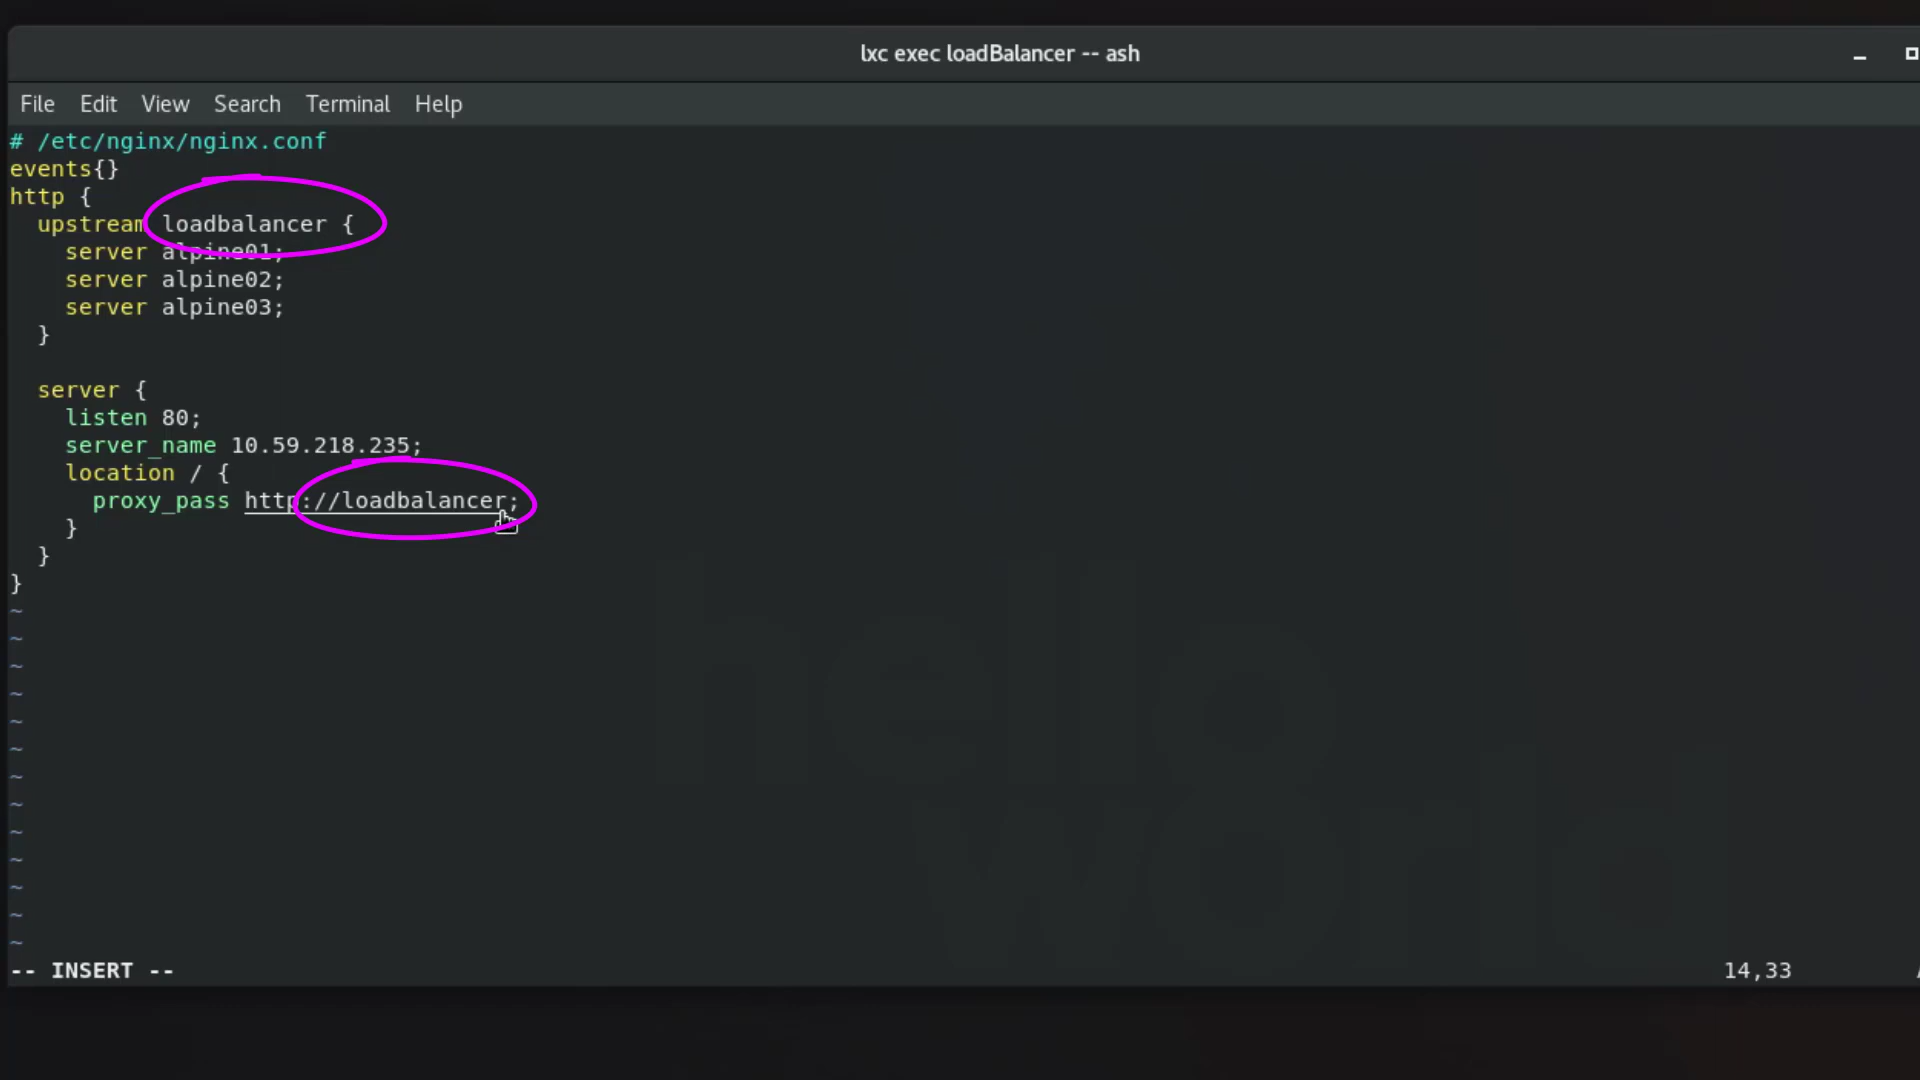 lxc exec loadBalancer -- ash
File Edit View Search Terminal Help
# /etc/nginx/nginx.conf
events{}
http {
  upstream loadbalancer {
    server alpine01;
    server alpine02;
    server alpine03;
  }
  server {
    listen 80;
    server_name 10.59.218.235;
    location / {
      proxy_pass http://loadbalancer;
    }
  }
}
~
~
~
~
~
~
~
~
~
~
~
~
~
-- INSERT -- 14,33
hello
world